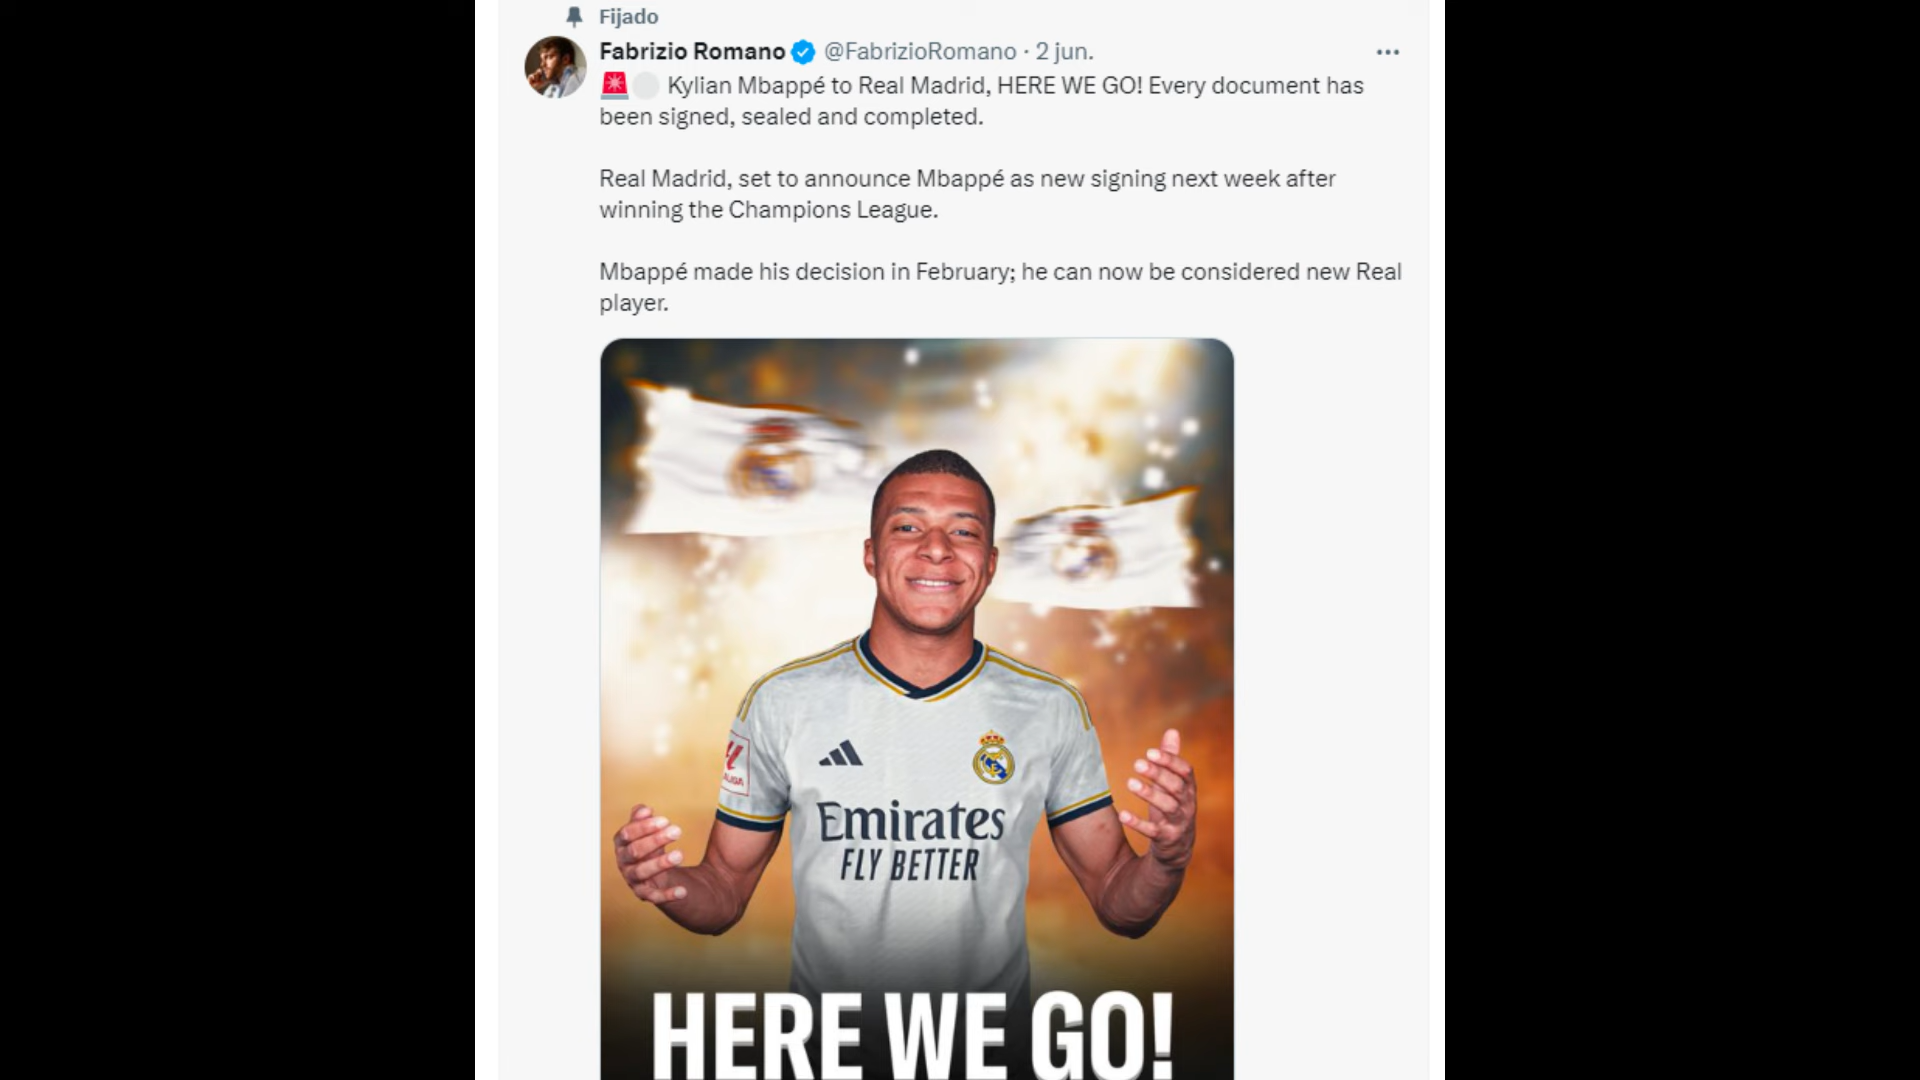 Fijado
Fabrizio Romano @FabrizioRomano · 2 jun.
🚨⚪ Kylian Mbappé to Real Madrid, HERE WE GO! Every document has
been signed, sealed and completed.
Real Madrid, set to announce Mbappé as new signing next week after
winning the Champions League.
Mbappé made his decision in February; he can now be considered new Real
player.
Emirates
FLY BETTER
HERE WE GO!